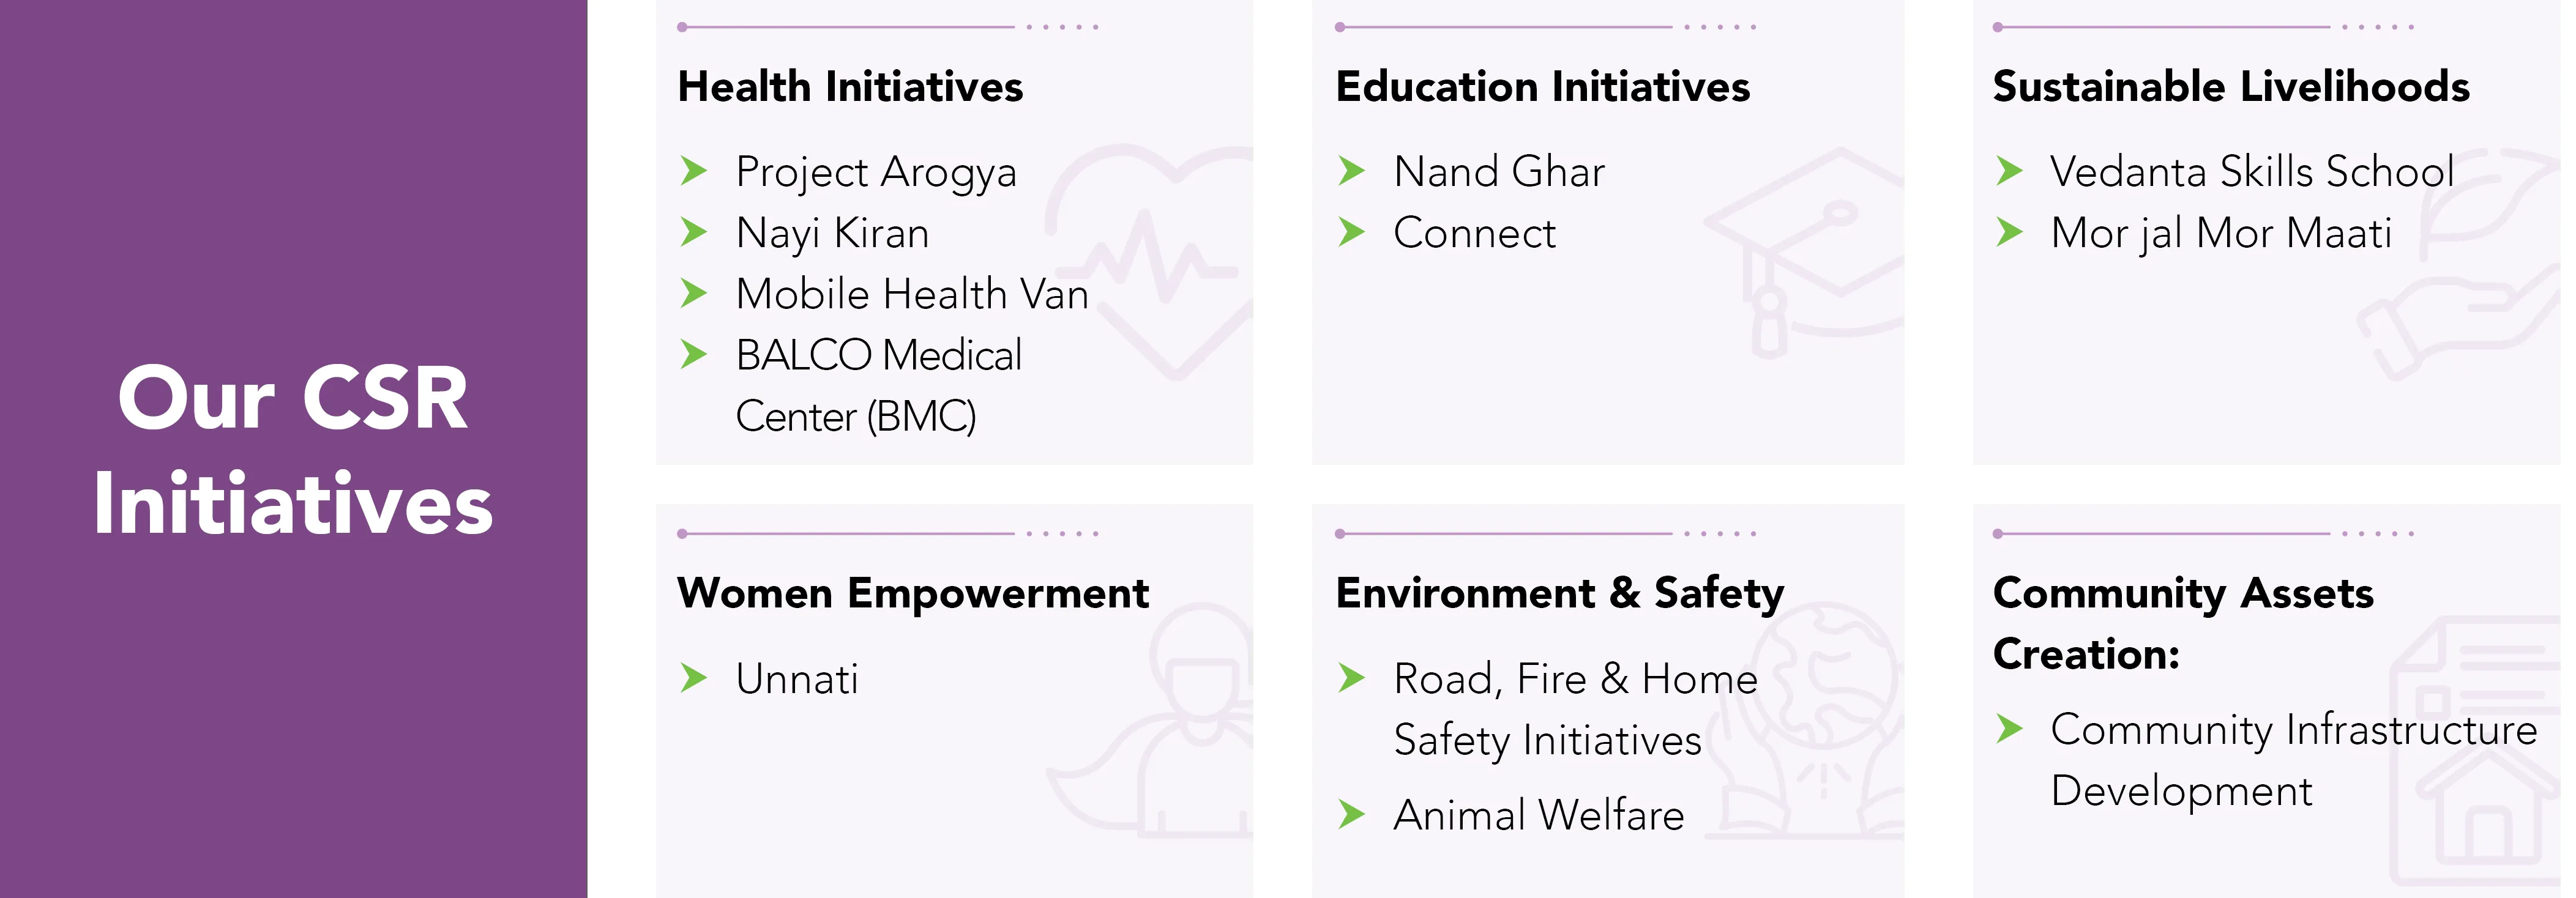 Our CSR
Initiatives
Health Initiatives
Project Arogya
Nayi Kiran
Mobile Health Van
BALCO Medical
Center (BMC)
Education Initiatives
Nand Ghar
Connect
Sustainable Livelihoods
Vedanta Skills School
Mor jal Mor Maati
Women Empowerment
Unnati
Environment & Safety
Road, Fire & Home
Safety Initiatives
Animal Welfare
Community Assets
Creation:
Community Infrastructure
Development